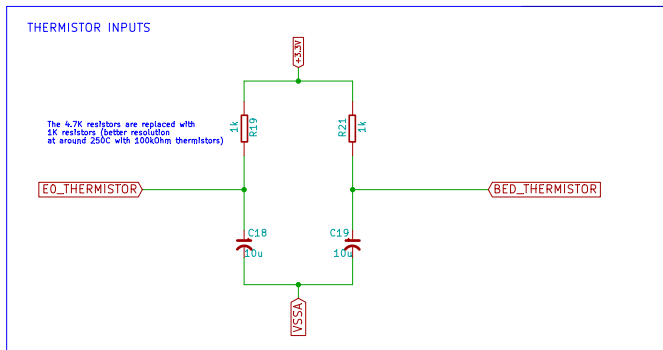 THERMISTOR INPUTS
+3.3V
The 4.7K resistors are replaced with
1K resistors (better resolution
at around 250C with 100kOhm thermistors)
1k
R19
R21
1k
E0_THERMISTOR
BED_THERMISTOR
C18
10u
C19
10u
VSSA